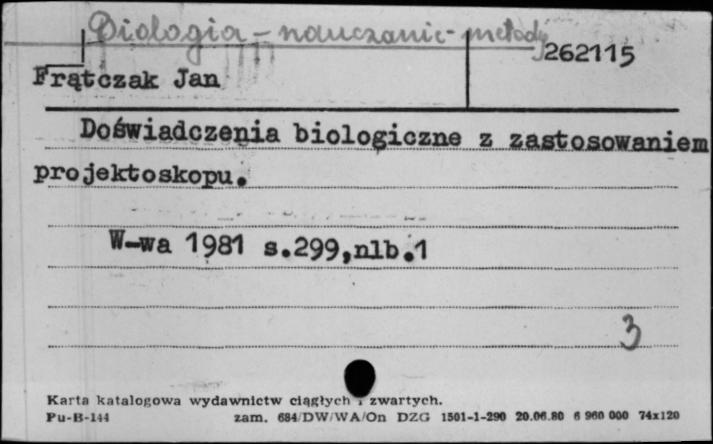 Biologia - nauczanie - metody
262115
Frątczak Jan
Doświadczenia biologiczne z zastosowaniem
projektoskopu.
W-wa 1981 s.299,nlb.1
3
Karta katalogowa wydawnictw ciągłych i zwartych.
Pu-B-144 zam. 684/DW/WA/On DZG 1501-1-290 20.06.80 6 960 000 74x120